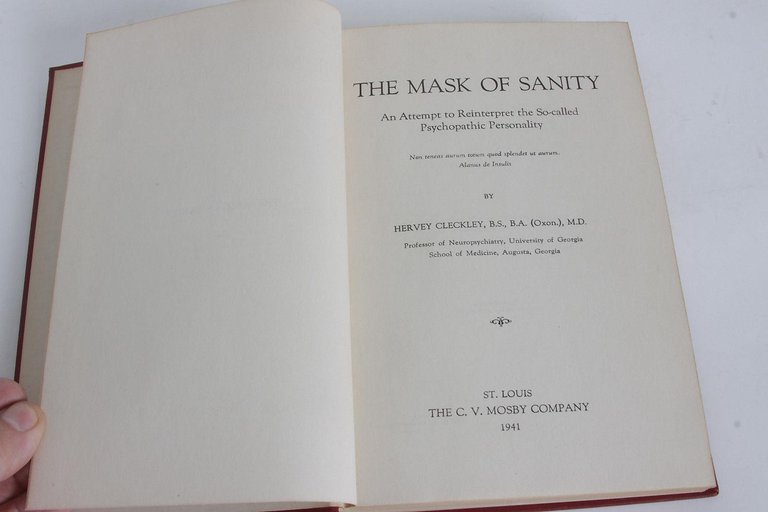 THE MASK OF SANITY
An Attempt to Reinterpret the So-called
Psychopathic Personality
Non teneas aurum totum quod splendet ut aurum.
Alanus de Insulis
BY
HERVEY CLECKLEY, B.S., B.A. (Oxon.), M.D.
Professor of Neuropsychiatry, University of Georgia
School of Medicine, Augusta, Georgia
ST. LOUIS
THE C. V. MOSBY COMPANY
1941